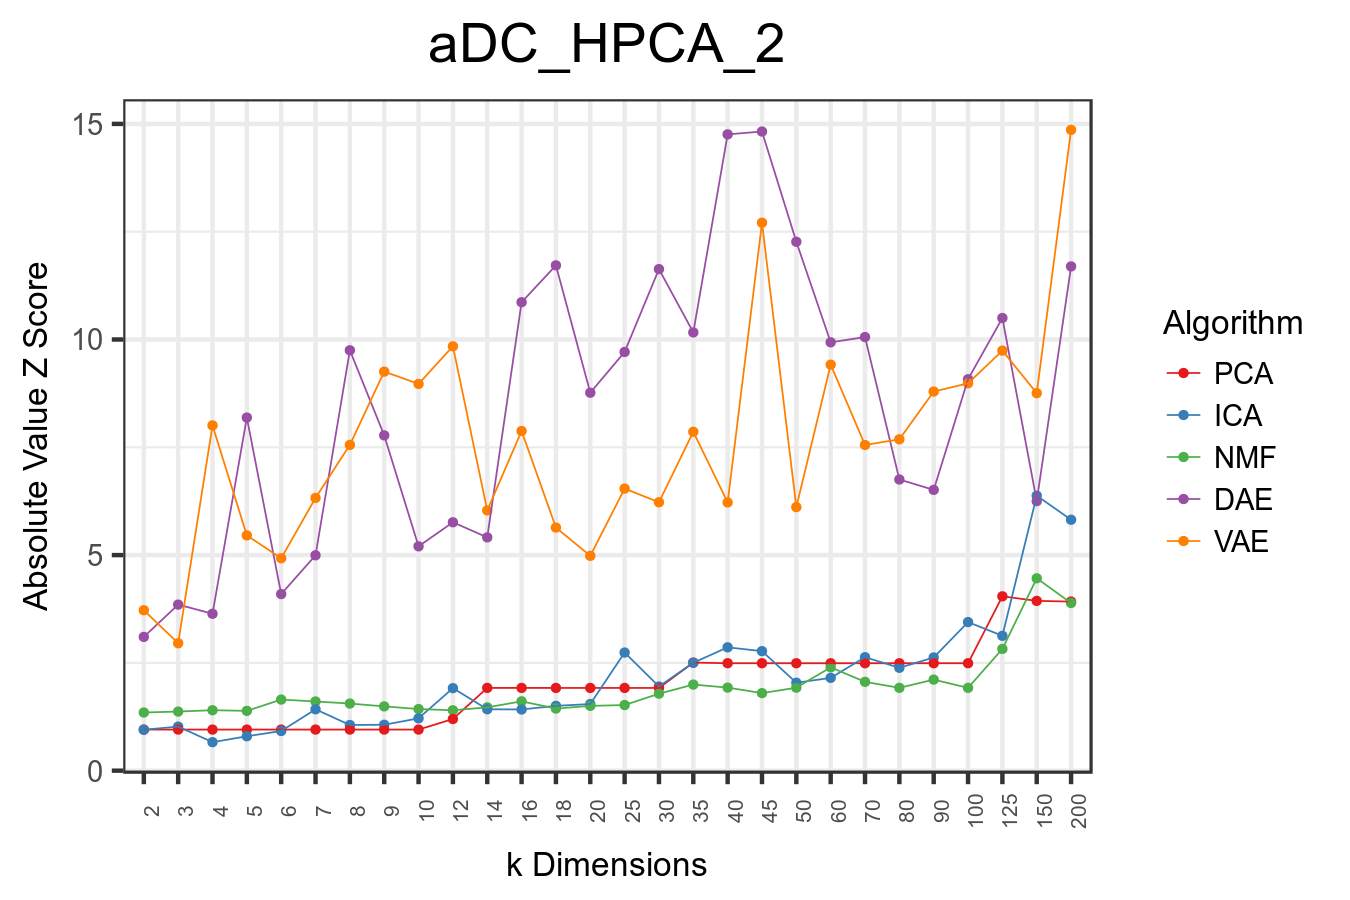 aDC_HPCA_2
Absolute Value Z Score
15
10
5
0
2 3 4 5 6 7 8 9 10 12 14 16 18 20 25 30 35 40 45 50 60 70 80 90 100 125 150 200
k Dimensions
Algorithm
PCA
ICA
NMF
DAE
VAE